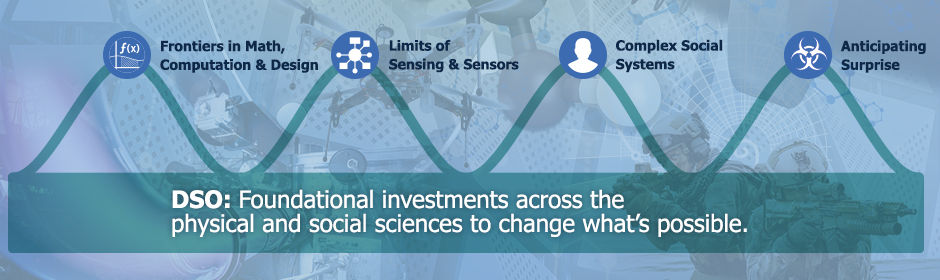 f(x)
Frontiers in Math,
Computation & Design
Limits of
Sensing & Sensors
Complex Social
Systems
Anticipating
Surprise
DSO: Foundational investments across the
physical and social sciences to change what's possible.